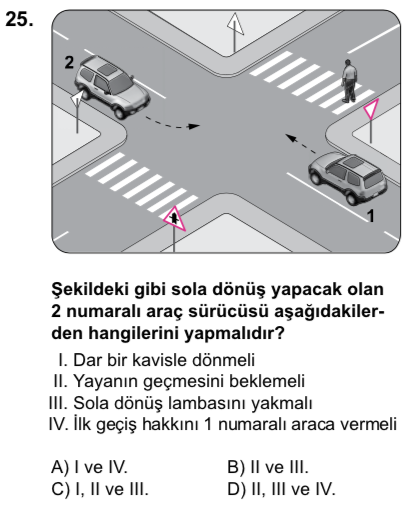 25.
2
1
Şekildeki gibi sola dönüş yapacak olan
2 numaralı araç sürücüsü aşağıdakiler-
den hangilerini yapmalıdır?
I. Dar bir kavisle dönmeli
II. Yayanın geçmesini beklemeli
III. Sola dönüş lambasını yakmalı
IV. İlk geçiş hakkını 1 numaralı araca vermeli
A) I ve IV. B) II ve III.
C) I, II ve III. D) II, III ve IV.